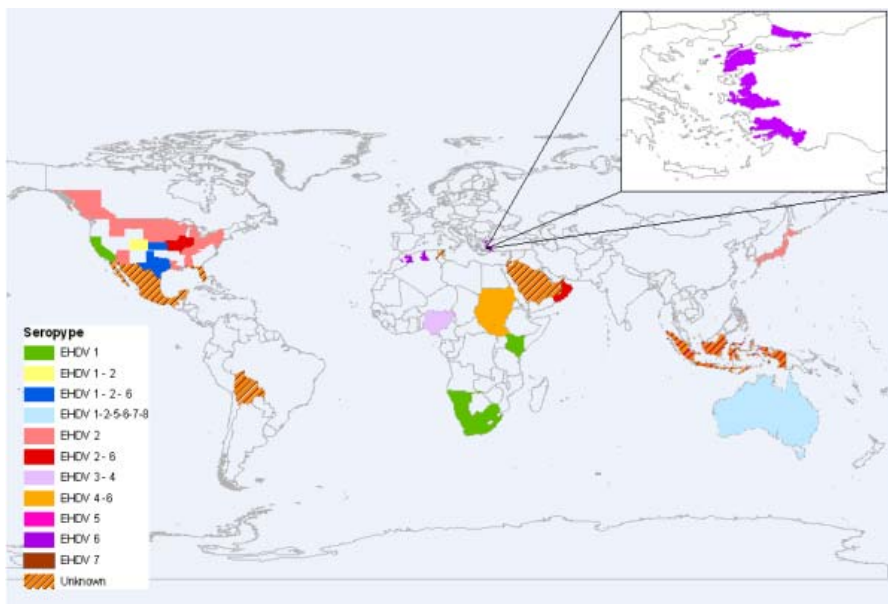 Seropype
EHDV 1
EHDV 1 - 2
EHDV 1 - 2 - 6
EHDV 1-2-5-6-7-8
EHDV 2
EHDV 2 - 6
EHDV 3 - 4
EHDV 4 - 6
EHDV 5
EHDV 6
EHDV 7
Unknown